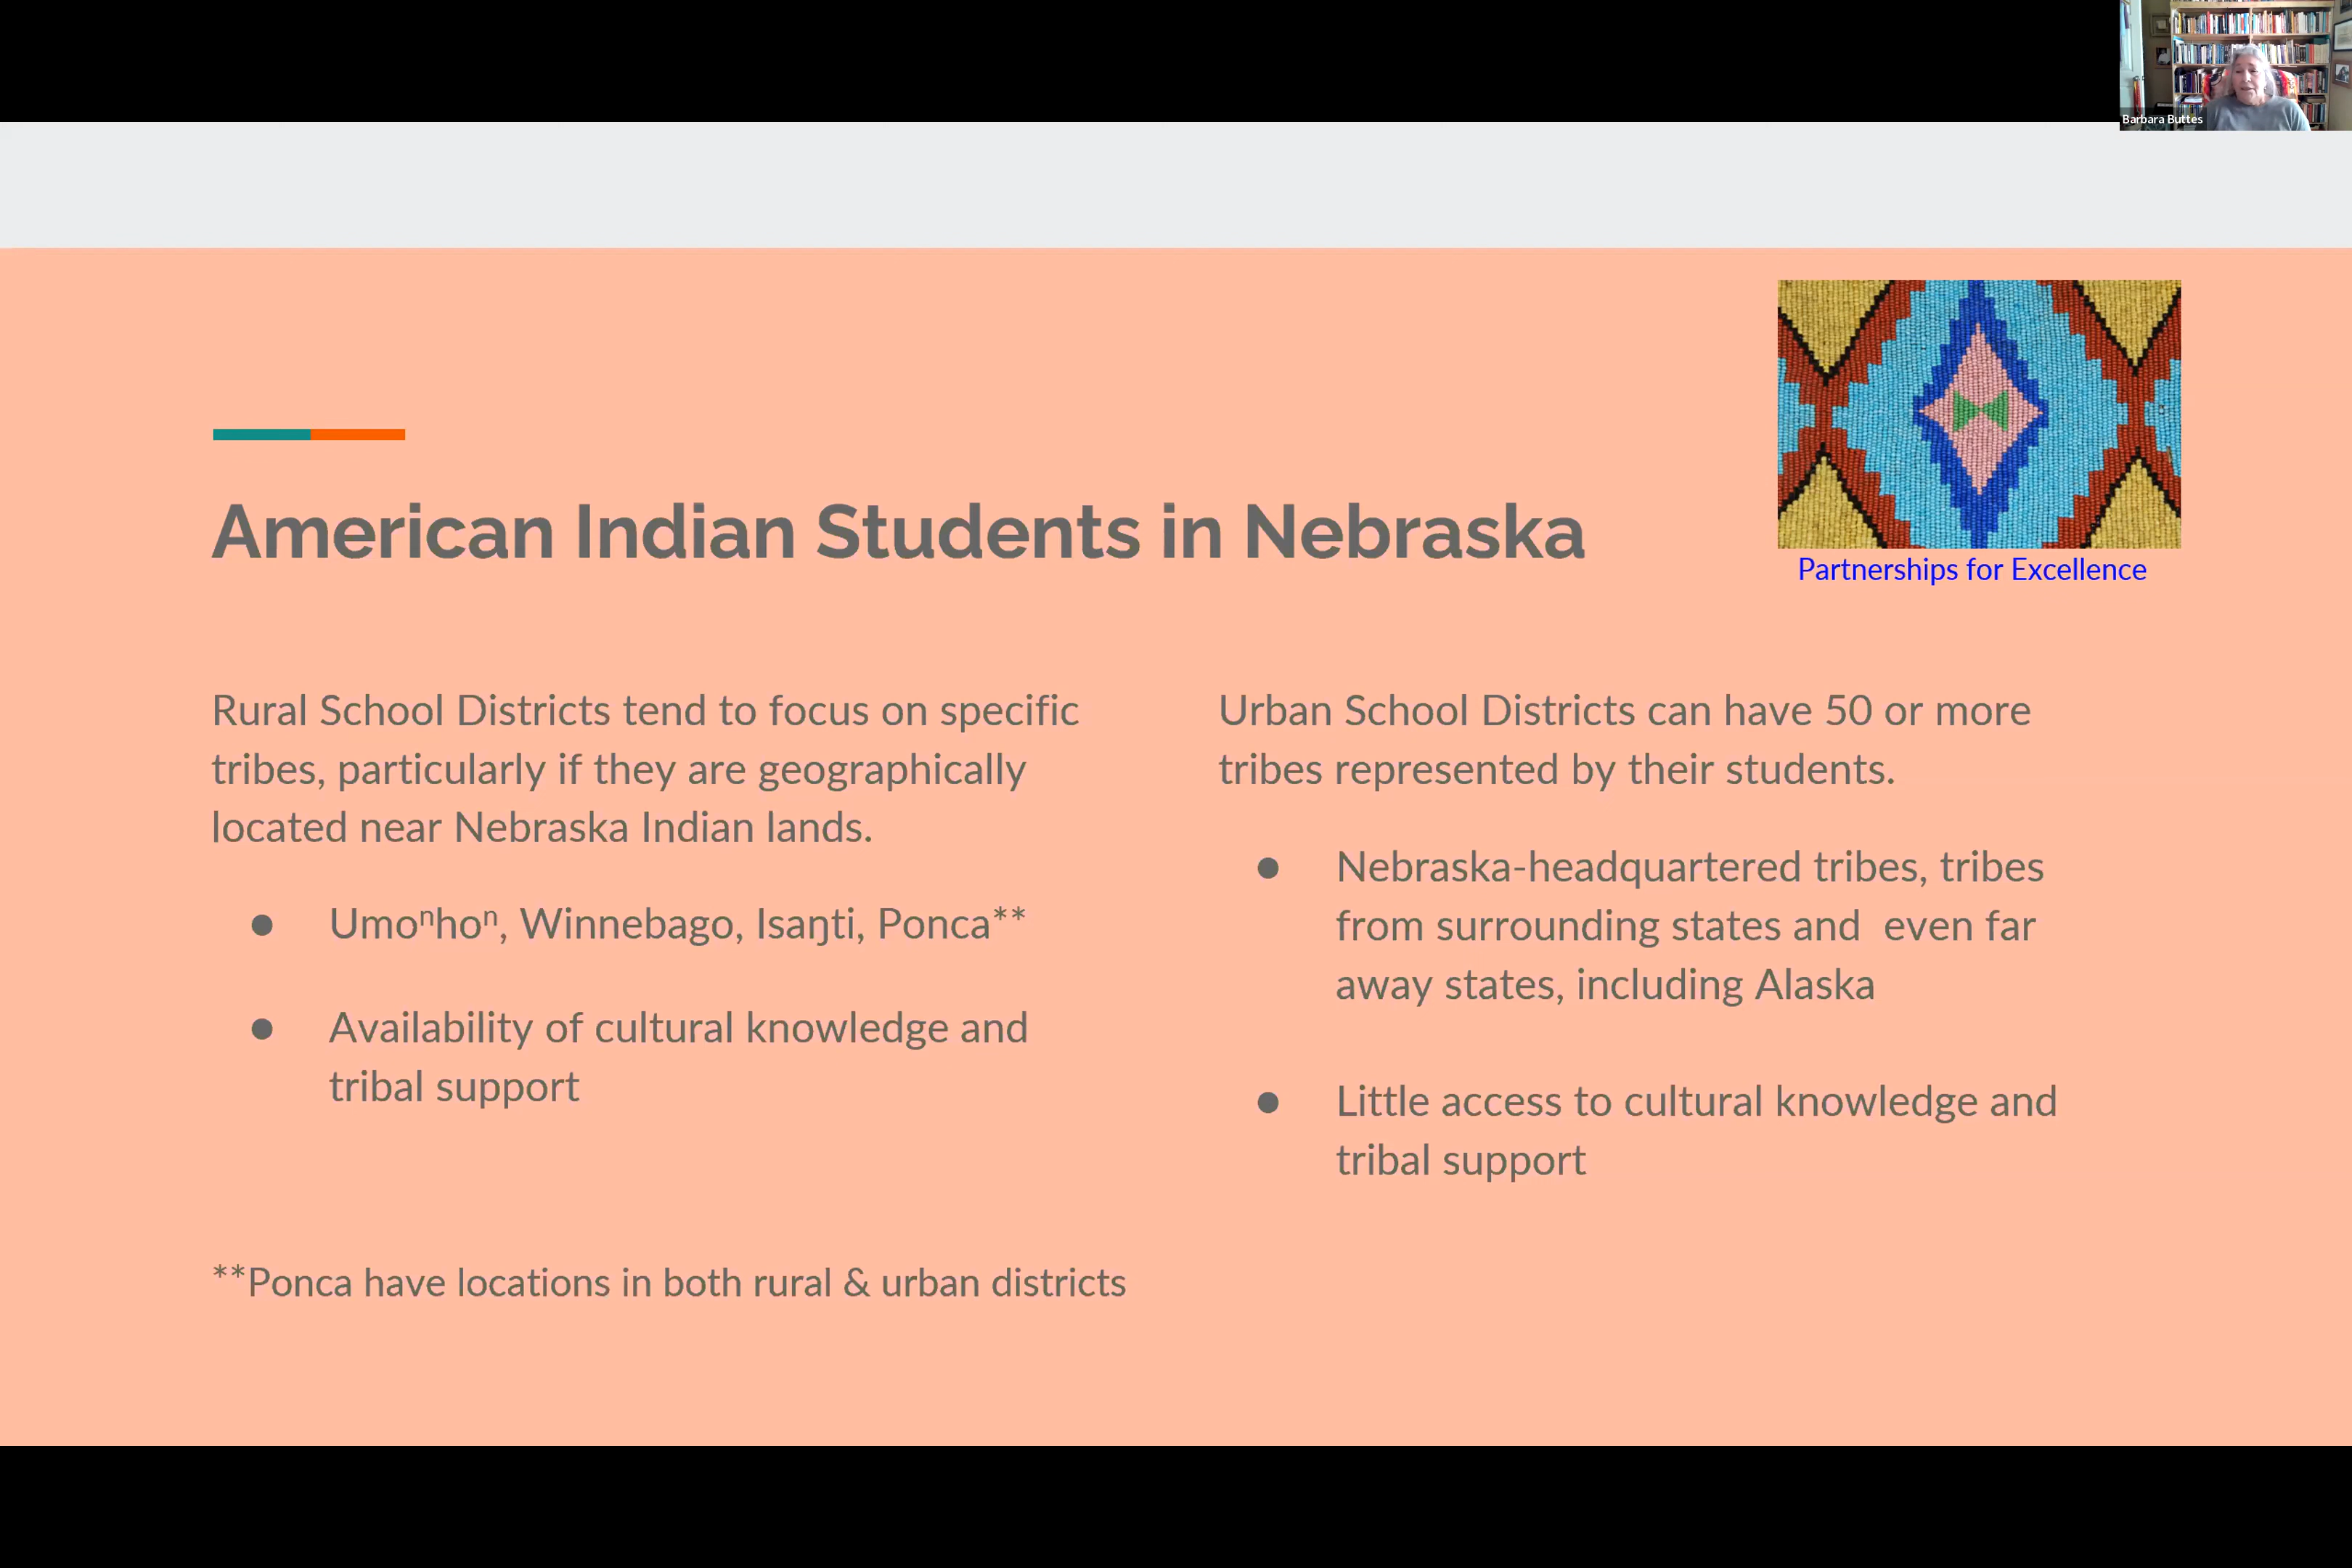 Barbara Buttes
American Indian Students in Nebraska
Partnerships for Excellence
Rural School Districts tend to focus on specific
tribes, particularly if they are geographically
located near Nebraska Indian lands.
● Umoⁿhoⁿ, Winnebago, Isaŋti, Ponca**
● Availability of cultural knowledge and
tribal support
**Ponca have locations in both rural & urban districts
Urban School Districts can have 50 or more
tribes represented by their students.
● Nebraska-headquartered tribes, tribes
from surrounding states and  even far
away states, including Alaska
● Little access to cultural knowledge and
tribal support